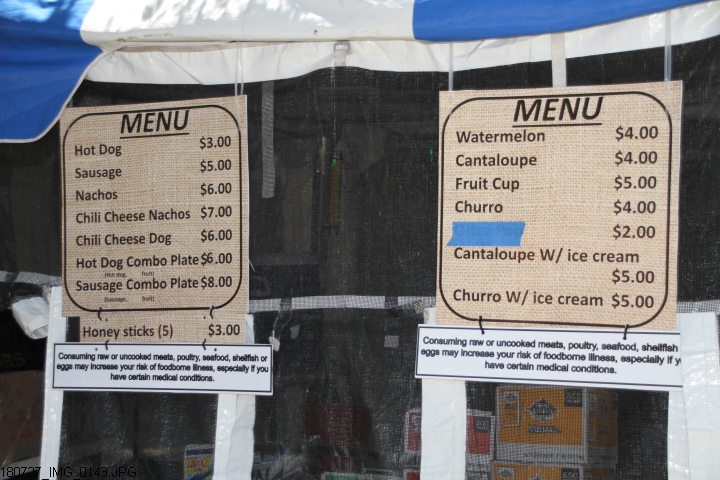 MENU
Hot Dog $3.00
Sausage $5.00
Nachos $6.00
Chili Cheese Nachos $7.00
Chili Cheese Dog $6.00
Hot Dog Combo Plate $6.00
(Hot dog, fruit)
Sausage Combo Plate $8.00
(Sausage, fruit)
Honey sticks (5) $3.00
Consuming raw or uncooked meats, poultry, seafood, shellfish or
eggs may increase your risk of foodborne illness, especially if you
have certain medical conditions.
MENU
Watermelon $4.00
Cantaloupe $4.00
Fruit Cup $5.00
Churro $4.00
$2.00
Cantaloupe W/ ice cream
$5.00
Churro W/ ice cream $5.00
Consuming raw or uncooked meats, poultry, seafood, shellfish
eggs may increase your risk of foodborne illness, especially if y
have certain medical conditions.
180727_IMG_0143.JPG